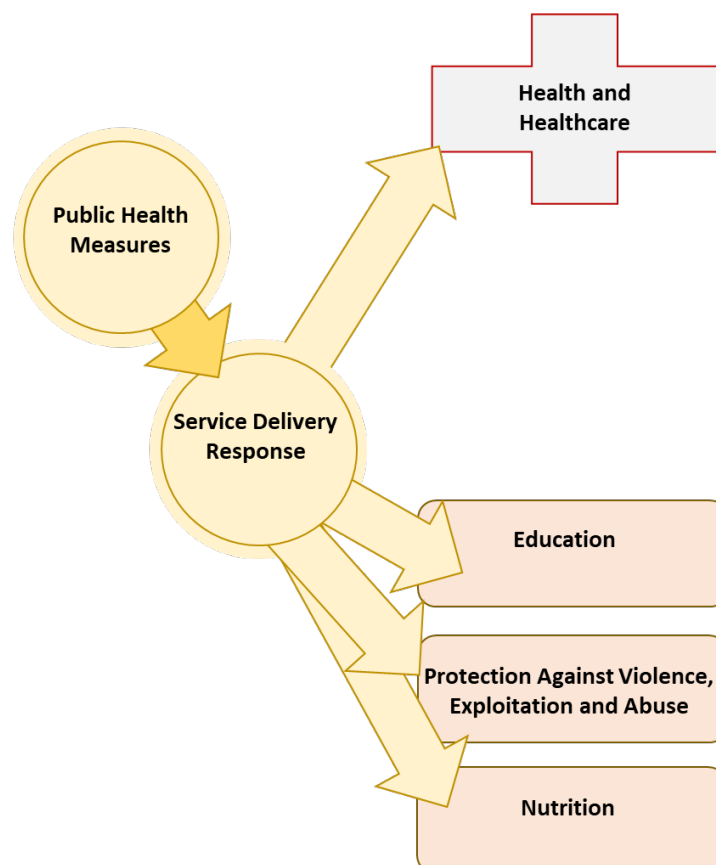 Health and
Healthcare
Public Health
Measures
Service Delivery
Response
Education
Protection Against Violence,
Exploitation and Abuse
Nutrition